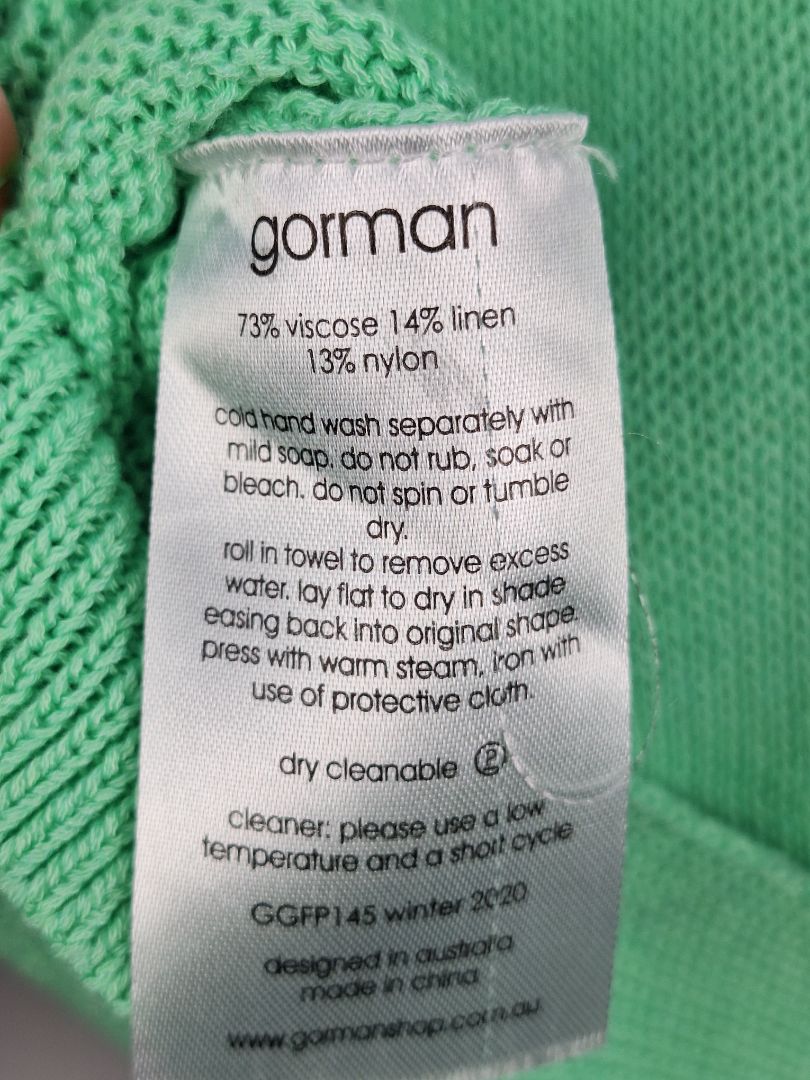 gorman
73% viscose 14% linen
13% nylon
cold hand wash separately with
mild soap. do not rub, soak or
bleach. do not spin or tumble
dry.
roll in towel to remove excess
water. lay flat to dry in shade
easing back into original shape.
press with warm steam, iron with
use of protective cloth.
dry cleanable Ⓟ
cleaner: please use a low
temperature and a short cycle
GGFP145 winter 2020
designed in australia
made in china
www.gormanshop.com.au